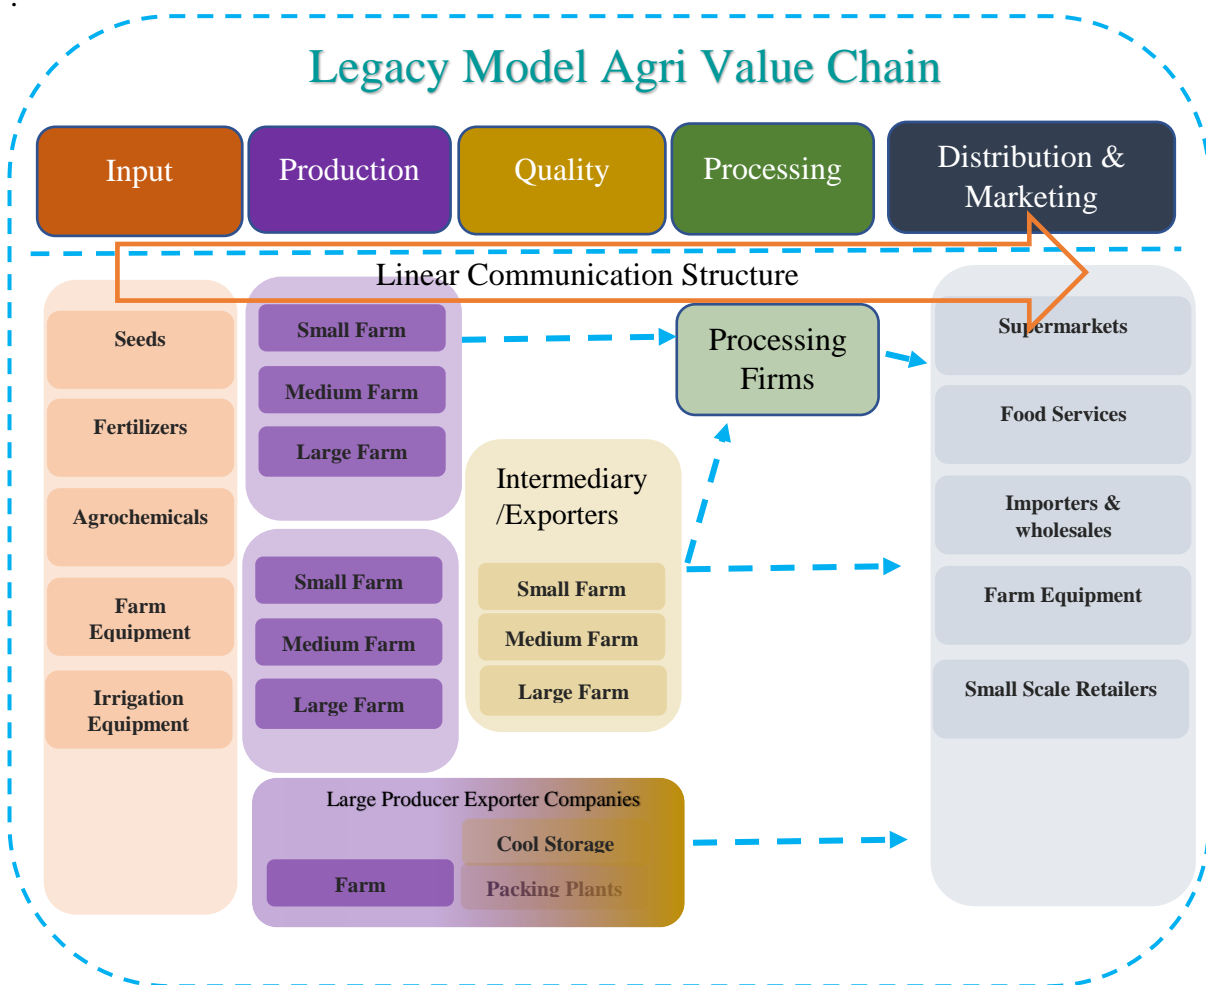 .
Legacy Model Agri Value Chain
Input
Production
Quality
Processing
Distribution &
Marketing
Linear Communication Structure
Seeds
Fertilizers
Agrochemicals
Farm
Equipment
Irrigation
Equipment
Small Farm
Medium Farm
Large Farm
Small Farm
Medium Farm
Large Farm
Intermediary
/Exporters
Small Farm
Medium Farm
Large Farm
Large Producer Exporter Companies
Cool Storage
Farm
Packing Plants
Processing
Firms
Supermarkets
Food Services
Importers &
wholesales
Farm Equipment
Small Scale Retailers